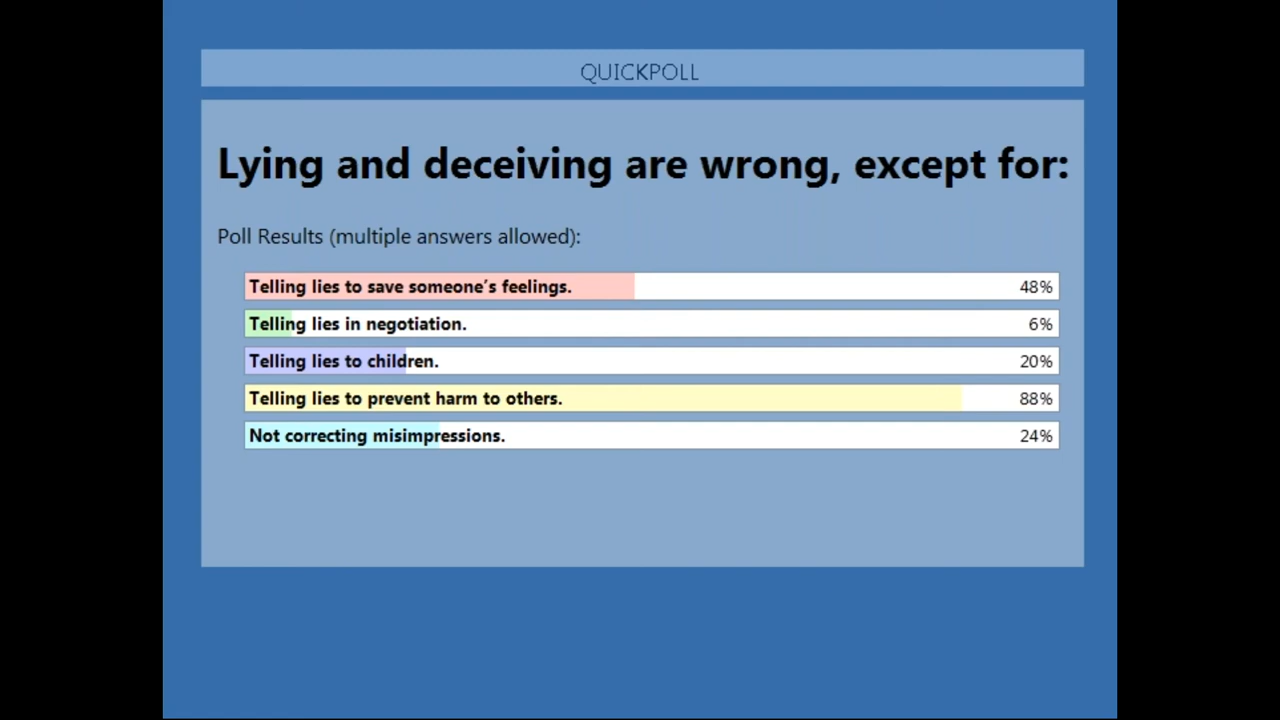 QUICKPOLL
Lying and deceiving are wrong, except for:
Poll Results (multiple answers allowed):
Telling lies to save someone's feelings. 48%
Telling lies in negotiation. 6%
Telling lies to children. 20%
Telling lies to prevent harm to others. 88%
Not correcting misimpressions. 24%